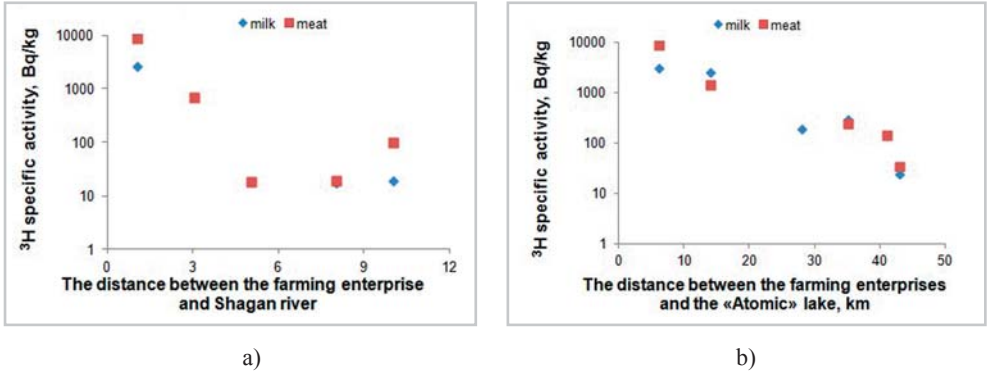 milk meat
10000
1000
100
10
1
³H specific activity, Bq/kg
0 3 6 9 12
The distance between the farming enterprise
and Shagan river
a)
milk meat
10000
1000
100
10
1
³H specific activity, Bq/kg
0 10 20 30 40 50
The distance between the farming enterprises
and the «Atomic» lake, km
b)